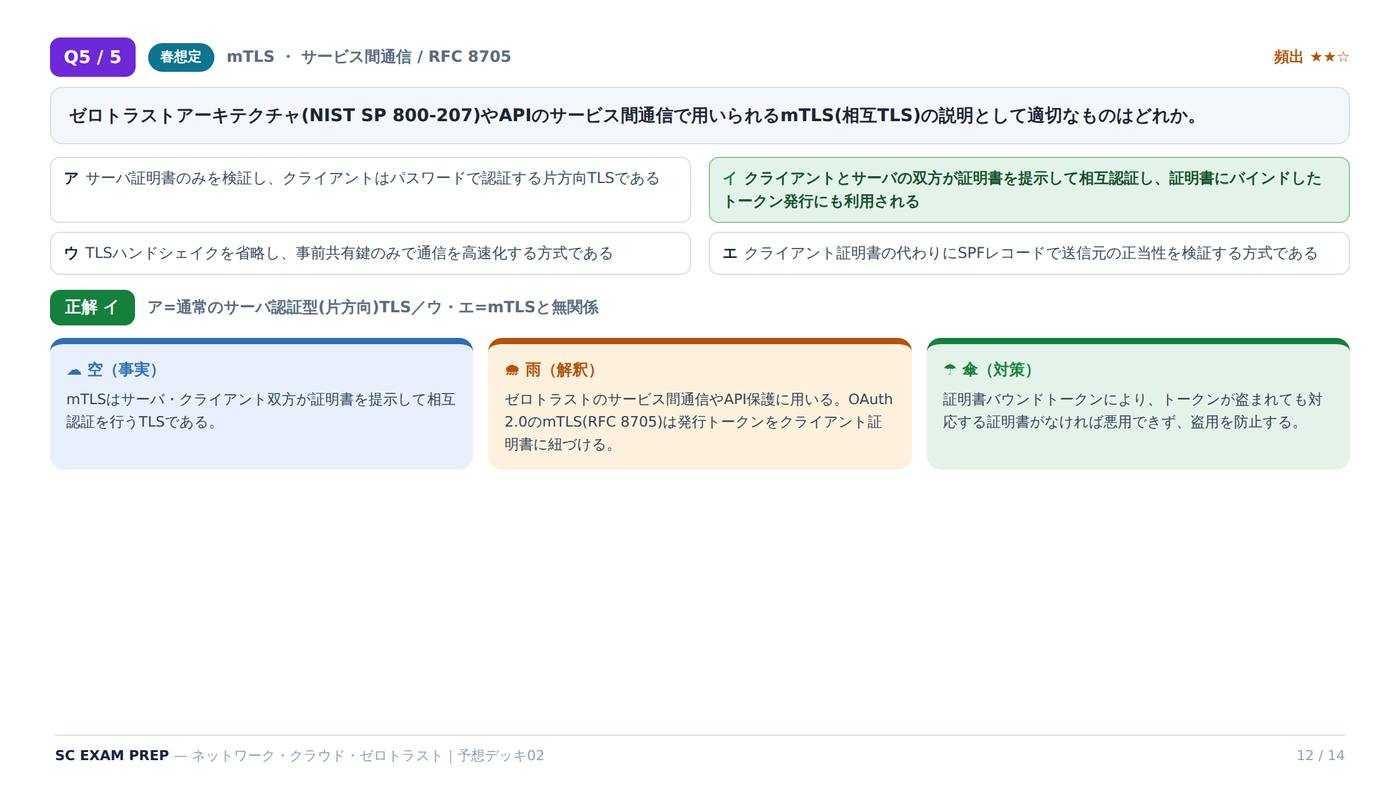 Q5 / 5 春想定 mTLS ・ サービス間通信 / RFC 8705 頻出 ★★☆
ゼロトラストアーキテクチャ(NIST SP 800-207)やAPIのサービス間通信で用いられるmTLS(相互TLS)の説明として適切なものはどれか。
ア サーバ証明書のみを検証し、クライアントはパスワードで認証する片方向TLSである
イ クライアントとサーバの双方が証明書を提示して相互認証し、証明書にバインドした
トークン発行にも利用される
ウ TLSハンドシェイクを省略し、事前共有鍵のみで通信を高速化する方式である
エ クライアント証明書の代わりにSPFレコードで送信元の正当性を検証する方式である
正解 イ ア=通常のサーバ認証型(片方向)TLS／ウ・エ=mTLSと無関係
☁ 空（事実）
mTLSはサーバ・クライアント双方が証明書を提示して相互
認証を行うTLSである。
🌧 雨（解釈）
ゼロトラストのサービス間通信やAPI保護に用いる。OAuth
2.0のmTLS(RFC 8705)は発行トークンをクライアント証
明書に紐づける。
☂ 傘（対策）
証明書バウンドトークンにより、トークンが盗まれても対
応する証明書がなければ悪用できず、盗用を防止する。
SC EXAM PREP — ネットワーク・クラウド・ゼロトラスト｜予想デッキ02 12 / 14